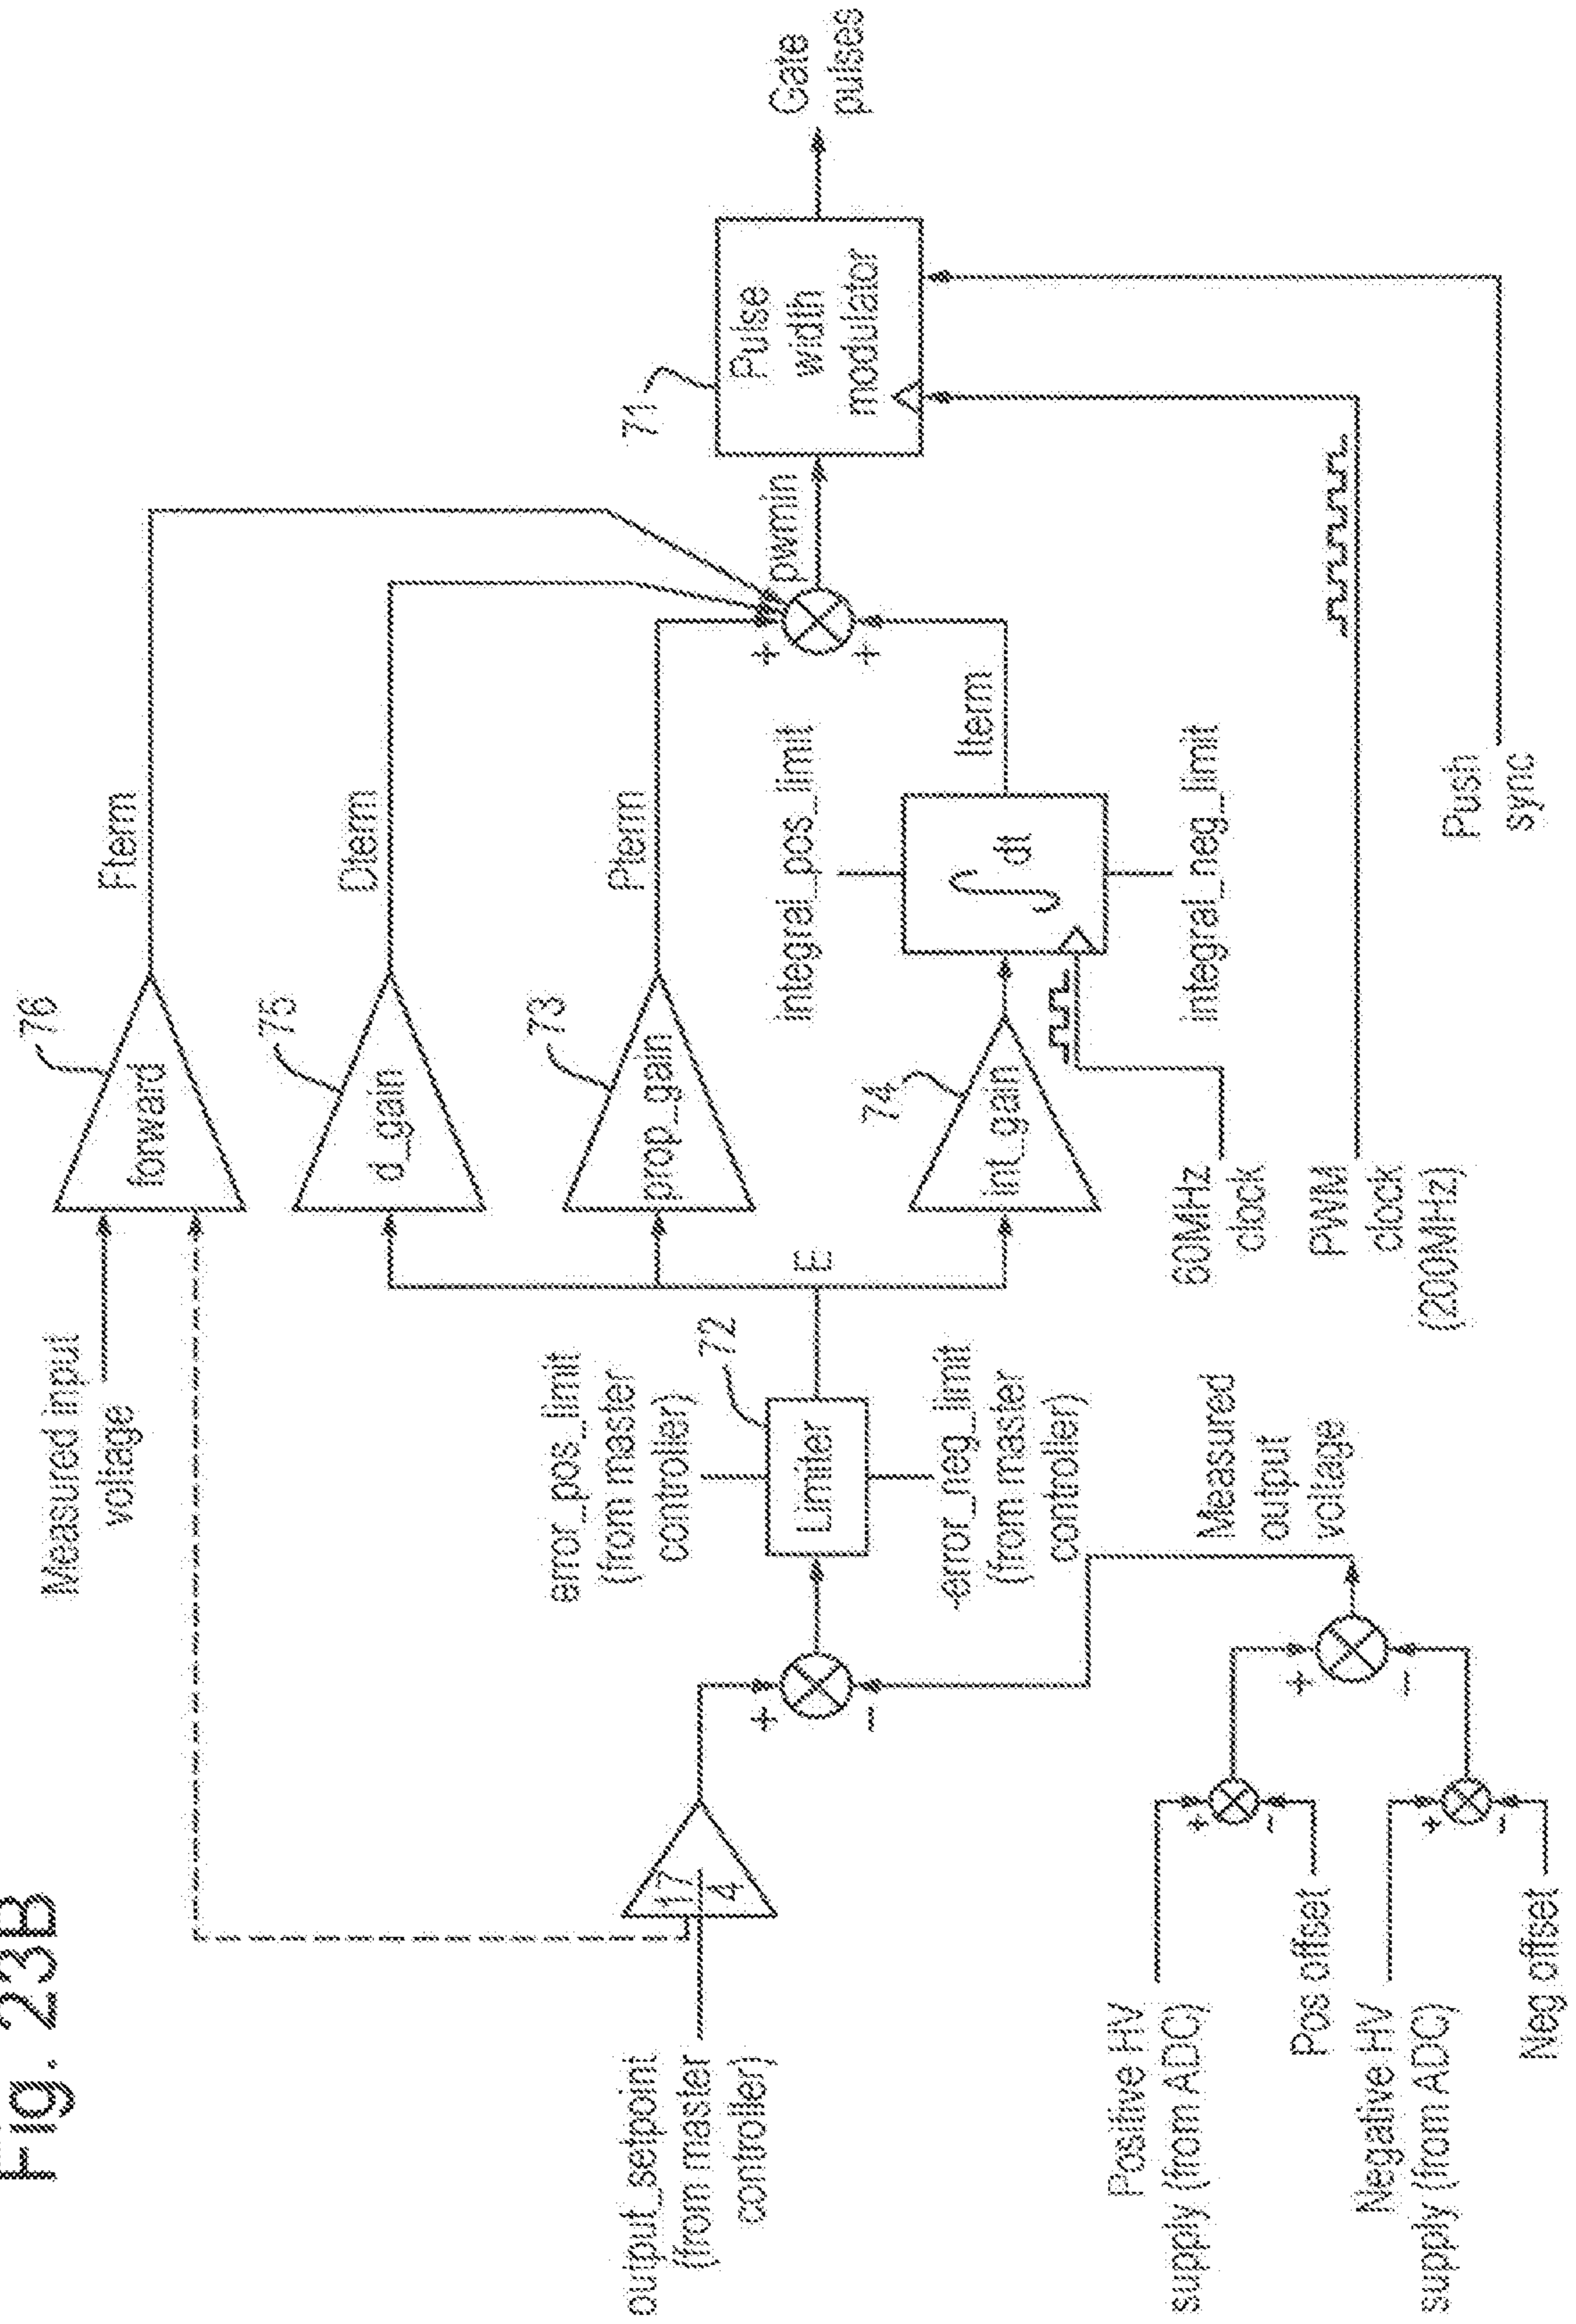 Fig. 23B
Measured input
voltage
forward
76
Fterm
d_gain
75
Dterm
error_pos_limit
(from master
controller)
prop_gain
73
Pterm
71
Pulse
width
modulator
Gate
pulses
output_setpoint
(from master
controller)
17
4
+
-
Limiter
72
E
error_neg_limit
(from master
controller)
int_gain
74
integral_pos_limit
∫ dt
integral_neg_limit
Iterm
+
+
pwmin
Measured
output
voltage
Positive HV
supply (from ADC)
Pos offset
+
-
Negative HV
supply (from ADC)
Neg offset
+
-
+
-
60MHz
clock
PWM
clock
(200MHz)
Push
sync